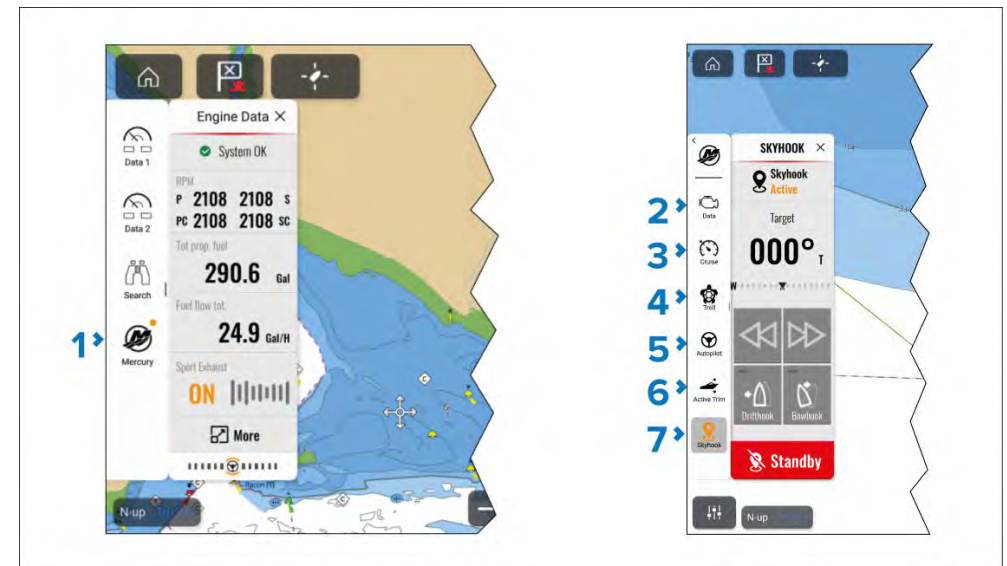 Engine Data
System OK
Data 1
RPM
P 2108 2108 S
PC 2108 2108 SC
Data 2
Tot prop. fuel
290.6 Gal
Search
Fuel flow tot.
24.9 Gal/H
1
Mercury
Sport Exhaust
ON
More
Racon (T)
N-up
SKYHOOK
Skyhook
Active
2
Data
Target
3
Cruise
000° T
W
4
Troll
5
Autopilot
6
Active Trim
Drifthook
Bowhook
7
Skyhook
Standby
N-up